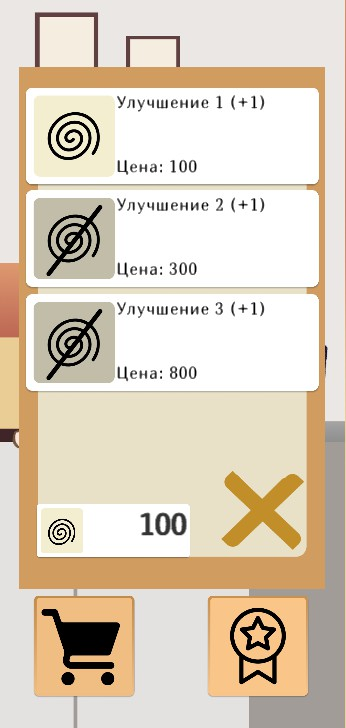 Улучшение 1 (+1)
Цена: 100
Улучшение 2 (+1)
Цена: 300
Улучшение 3 (+1)
Цена: 800
100